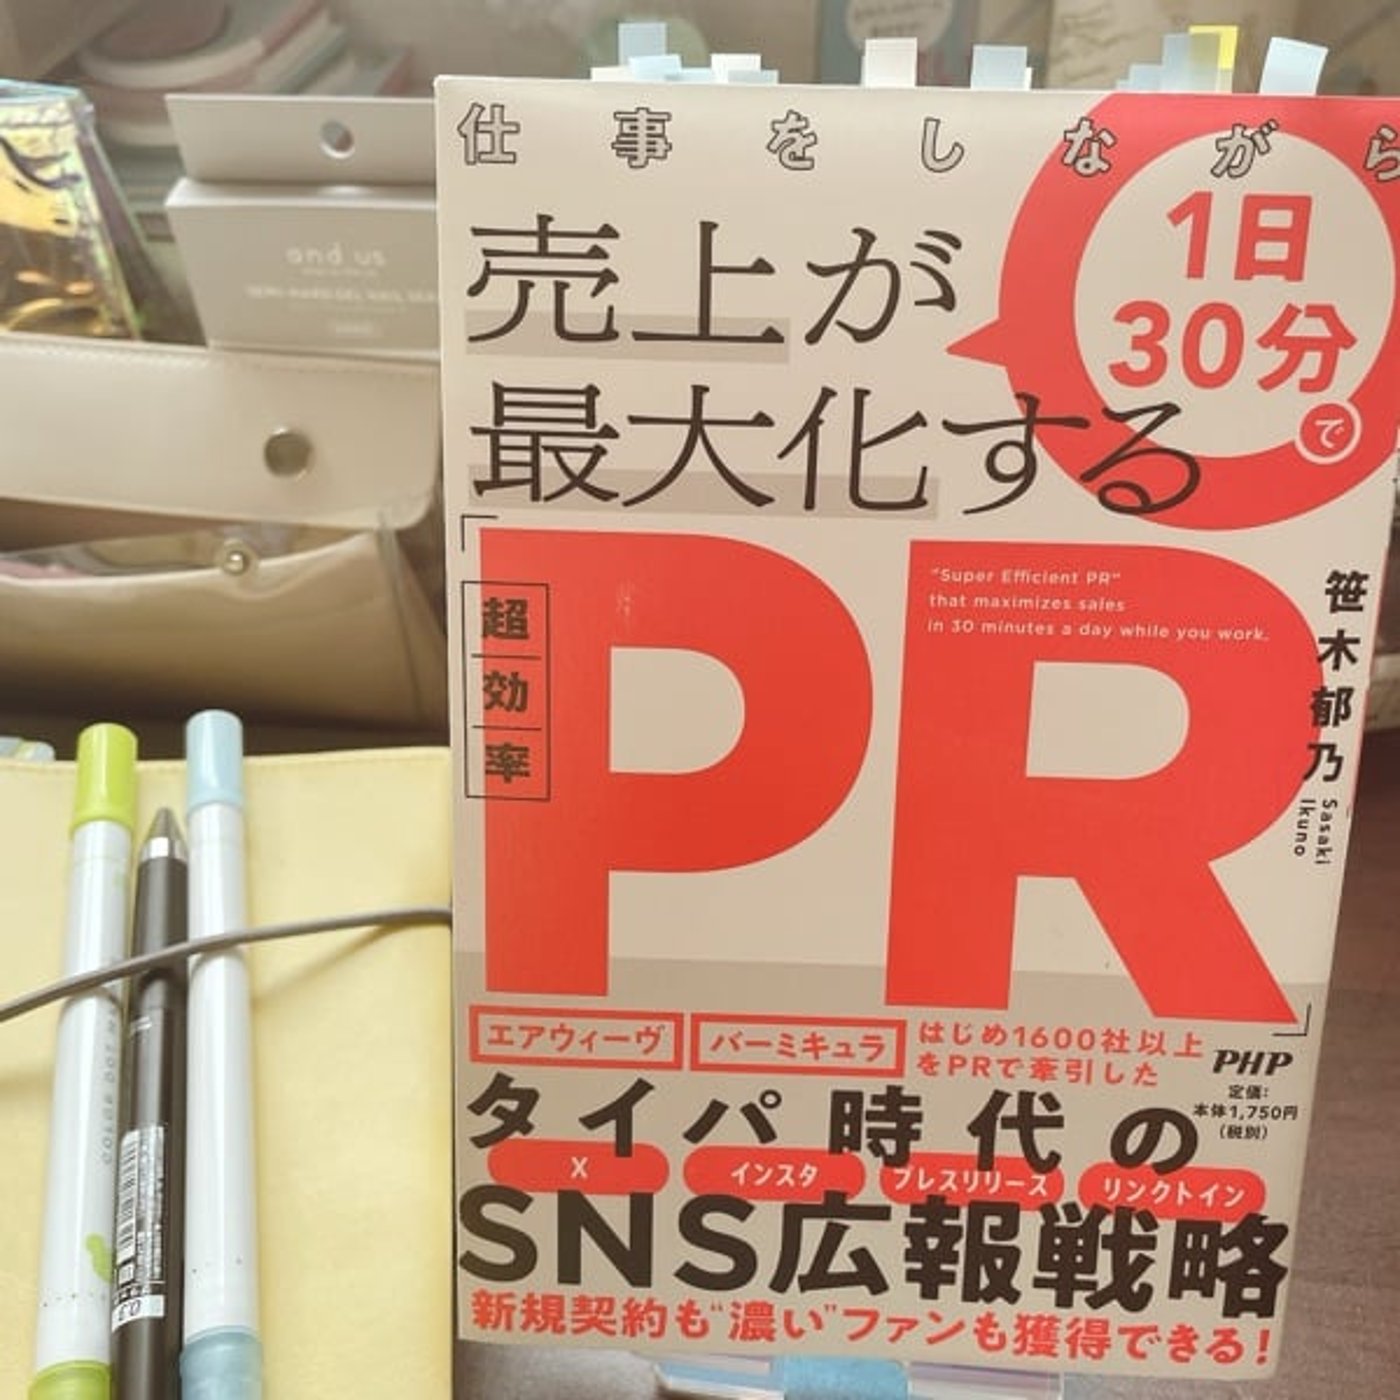 仕事をしながら
1日
30分
で
売上が
最大化する
超効率
PR
"Super Efficient PR"
that maximizes sales
in 30 minutes a day while you work.
笹木郁乃
Sasaki
Ikuno
エアウィーヴ
バーミキュラ
はじめ1600社以上
をPRで牽引した
PHP
定価:
本体1,750円
(税別)
タイパ時代の
X
インスタ
プレスリリース
リンクトイン
SNS広報戦略
新規契約も"濃い"ファンも獲得できる!
and us